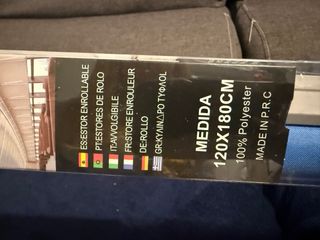 ES:ESTOR ENROLLABLE
PT:ESTORES DE ROLO
IT:AVVOLGIBILE
FR:STORE ENROULEUR
DE:ROLLO
GR:ΚΥΛΙΝΔΡΟ ΤΥΦΛΟΙ
MEDIDA
120X180CM
100% Polyester
MADE IN P.R.C